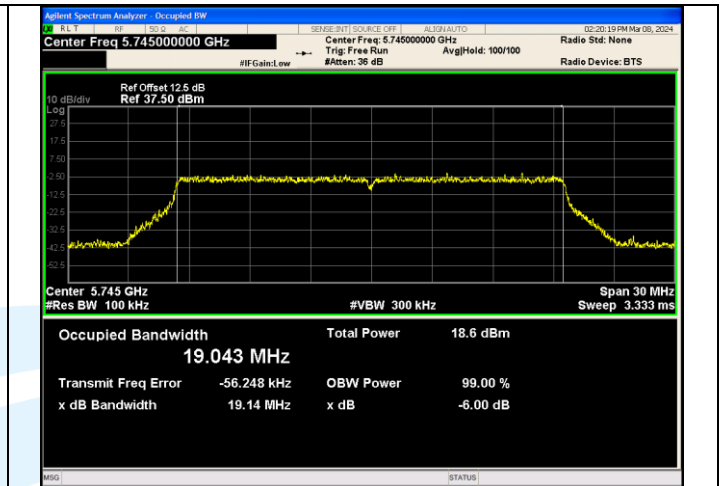 Agilent Spectrum Analyzer - Occupied BW
RLT RF 50 Ω AC SENSE:INT SOURCE OFF ALIGN AUTO 02:20:19 PM Mar 08, 2024
Center Freq 5.745000000 GHz Center Freq: 5.745000000 GHz Radio Std: None
Trig: Free Run Avg|Hold: 100/100
#IFGain:Low #Atten: 36 dB Radio Device: BTS
Ref Offset 12.5 dB
10 dB/div Ref 37.50 dBm
Log
27.5
17.5
7.50
-2.50
-12.5
-22.5
-32.5
-42.5
-52.5
Center 5.745 GHz Span 30 MHz
#Res BW 100 kHz #VBW 300 kHz Sweep 3.333 ms
Occupied Bandwidth Total Power 18.6 dBm
19.043 MHz
Transmit Freq Error -56.248 kHz OBW Power 99.00 %
x dB Bandwidth 19.14 MHz x dB -6.00 dB
MSG STATUS